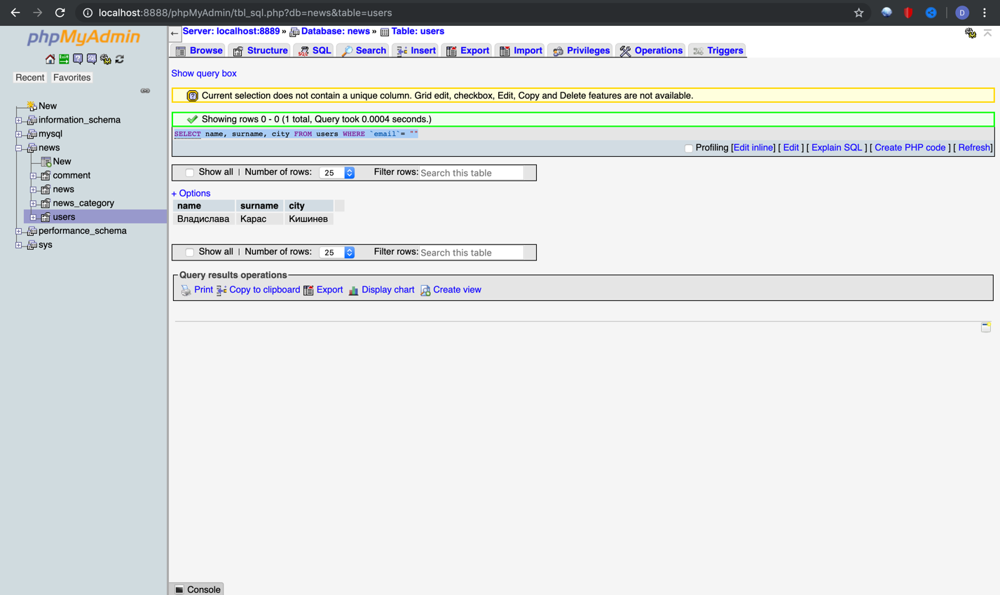 localhost:8888/phpMyAdmin/tbl_sql.php?db=news&table=users
D
phpMyAdmin
Recent Favorites
New
information_schema
mysql
news
New
comment
news
news_category
users
performance_schema
sys
Server: localhost:8889 » Database: news » Table: users
Browse Structure SQL Search Insert Export Import Privileges Operations Triggers
Show query box
Current selection does not contain a unique column. Grid edit, checkbox, Edit, Copy and Delete features are not available.
Showing rows 0 - 0 (1 total, Query took 0.0004 seconds.)
SELECT name, surname, city FROM users WHERE `email`= ""
Profiling [Edit inline] [ Edit ] [ Explain SQL ] [ Create PHP code ] [ Refresh]
Show all | Number of rows: 25 Filter rows: Search this table
+ Options
name surname city
Владислава Карас Кишинев
Show all | Number of rows: 25 Filter rows: Search this table
Query results operations
Print Copy to clipboard Export Display chart Create view
Console